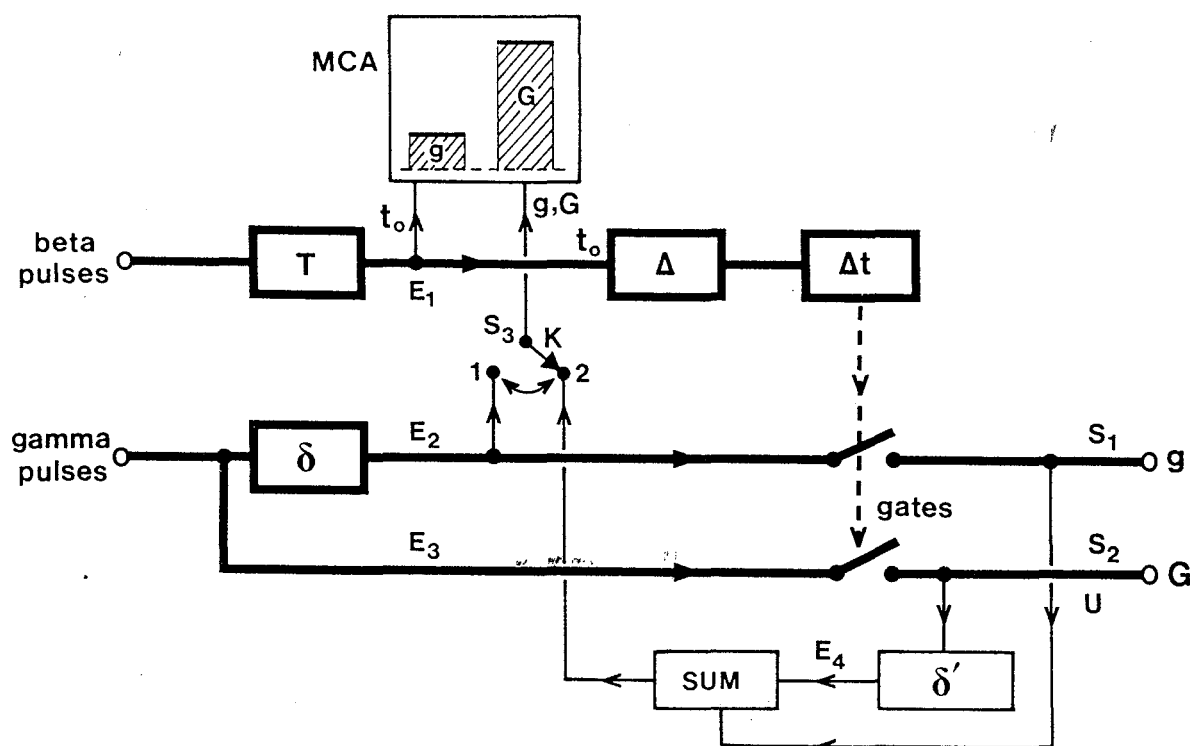 MCA
g
G
t₀
g,G
beta
pulses
T
E₁
t₀
Δ
Δt
S₃
K
1
2
gamma
pulses
δ
E₂
S₁
g
gates
E₃
S₂
G
U
SUM
E₄
δ′